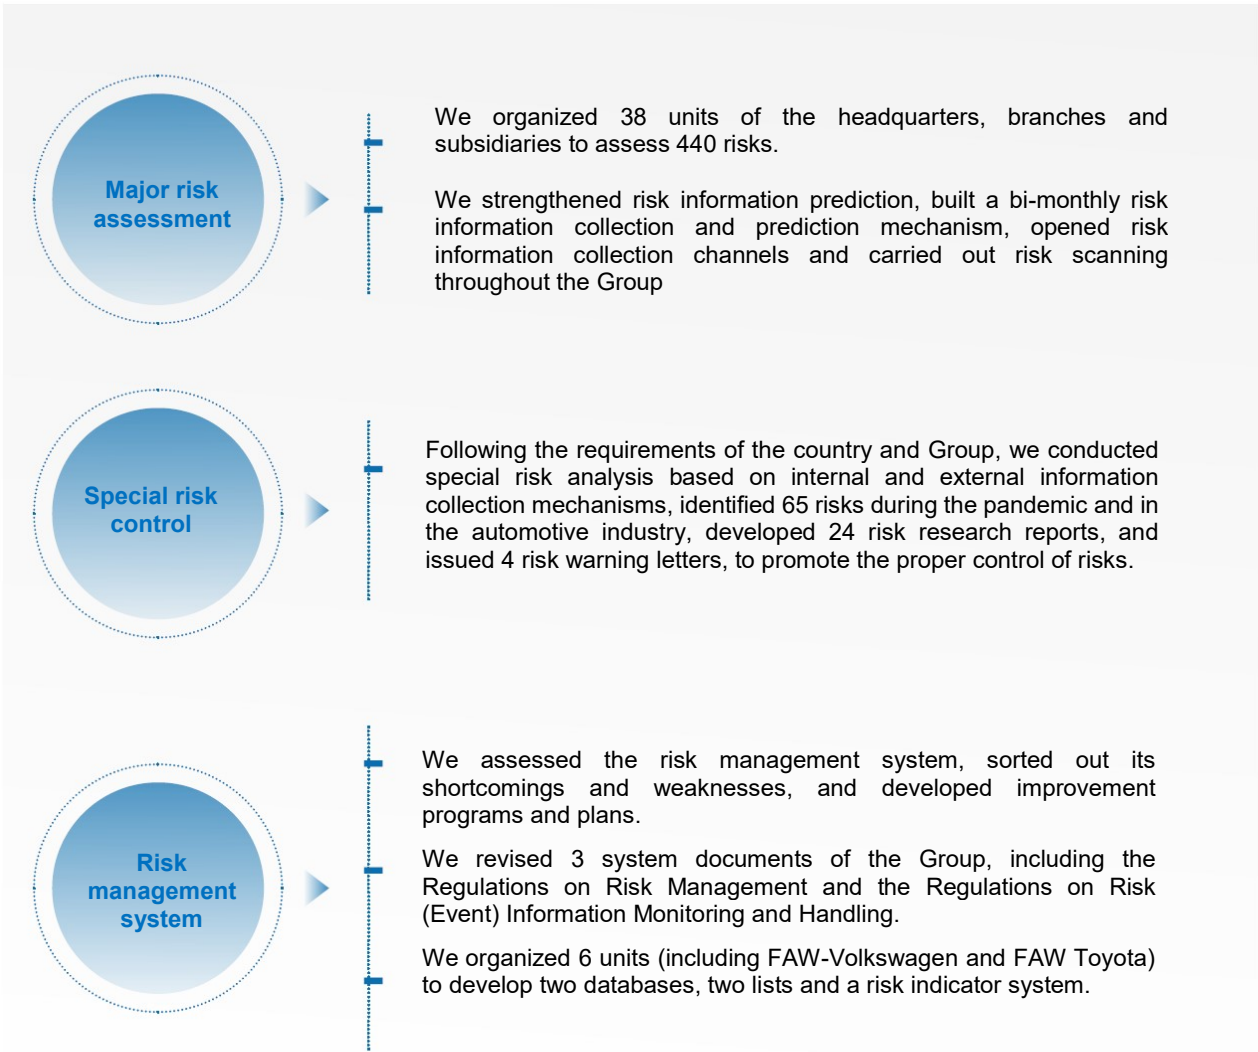 Major risk
assessment
We organized 38 units of the headquarters, branches and
subsidiaries to assess 440 risks.
We strengthened risk information prediction, built a bi-monthly risk
information collection and prediction mechanism, opened risk
information collection channels and carried out risk scanning
throughout the Group
Special risk
control
Following the requirements of the country and Group, we conducted
special risk analysis based on internal and external information
collection mechanisms, identified 65 risks during the pandemic and in
the automotive industry, developed 24 risk research reports, and
issued 4 risk warning letters, to promote the proper control of risks.
Risk
management
system
We assessed the risk management system, sorted out its
shortcomings and weaknesses, and developed improvement
programs and plans.
We revised 3 system documents of the Group, including the
Regulations on Risk Management and the Regulations on Risk
(Event) Information Monitoring and Handling.
We organized 6 units (including FAW-Volkswagen and FAW Toyota)
to develop two databases, two lists and a risk indicator system.